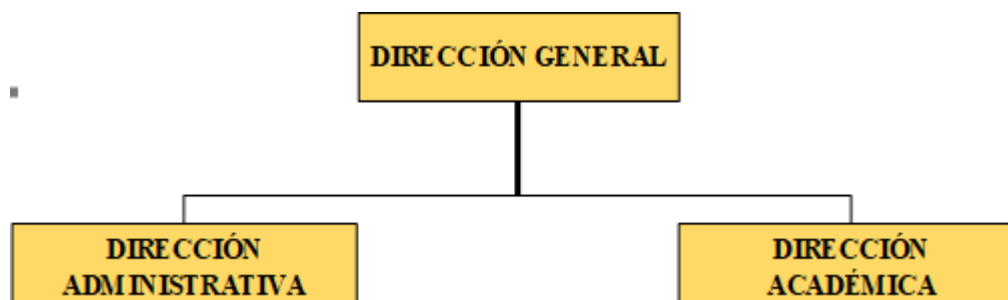 DIRECCIÓN GENERAL
DIRECCIÓN
ADMINISTRATIVA
DIRECCIÓN
ACADÉMICA